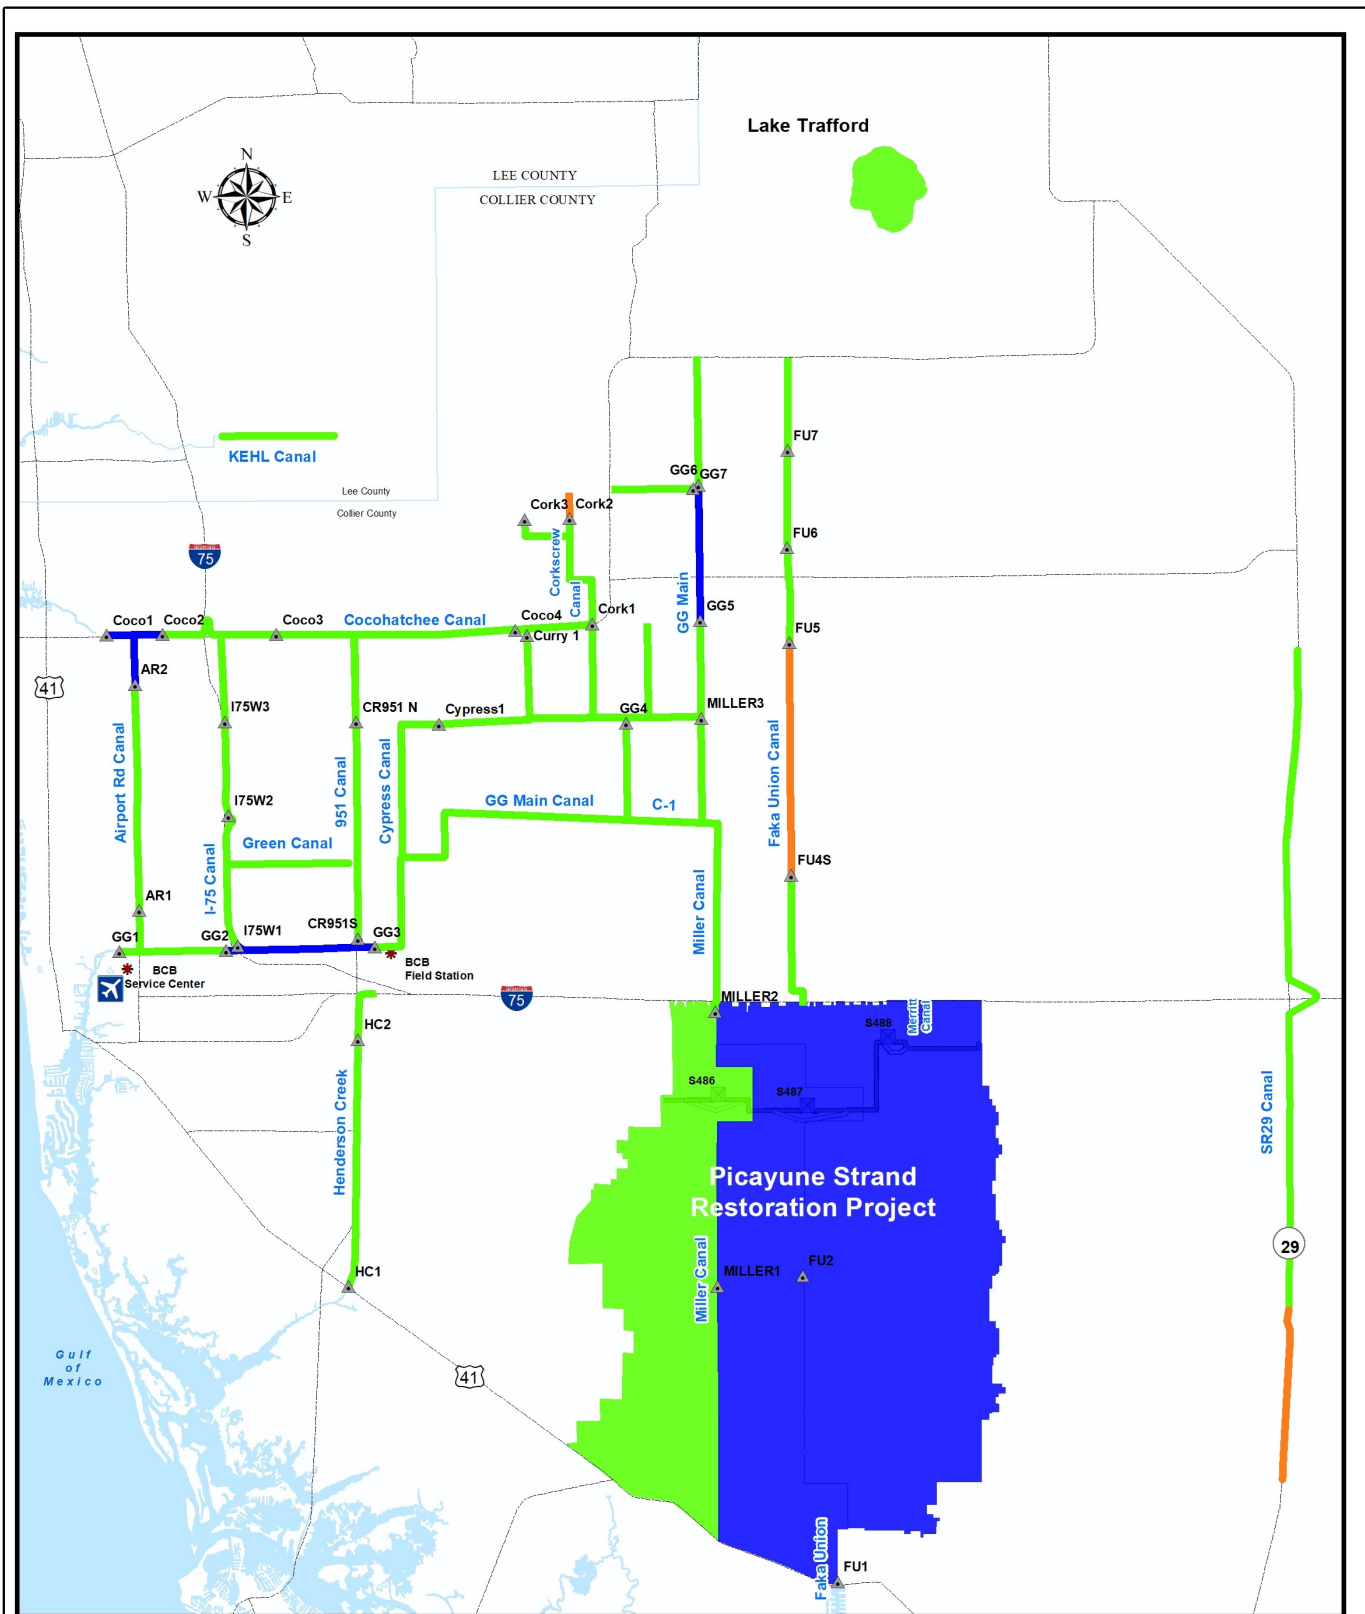 Lake Trafford
N
W
E
S
LEE COUNTY
COLLIER COUNTY
FU7
KEHL Canal
GG6
GG7
Lee County
Collier County
Cork3
Cork2
FU6
75
Corkscrew
Canal
GG Main
GG5
Coco1
Coco2
Coco3
Cocohatchee Canal
Coco4
Cork1
Curry 1
FU5
AR2
41
I75W3
CR951 N
Cypress1
GG4
MILLER3
Airport Rd Canal
951 Canal
Cypress Canal
Faka Union Canal
I75W2
GG Main Canal
C-1
Green Canal
I-75 Canal
FU4S
AR1
Miller Canal
GG1
GG2
I75W1
CR951S
GG3
BCB
Service Center
BCB
Field Station
75
MILLER2
HC2
S488
Merritt
Canal
S486
S487
Henderson Creek
SR29 Canal
Picayune Strand
Restoration Project
29
Miller Canal
MILLER1
FU2
HC1
Gulf
of
Mexico
41
Faka Union
FU1